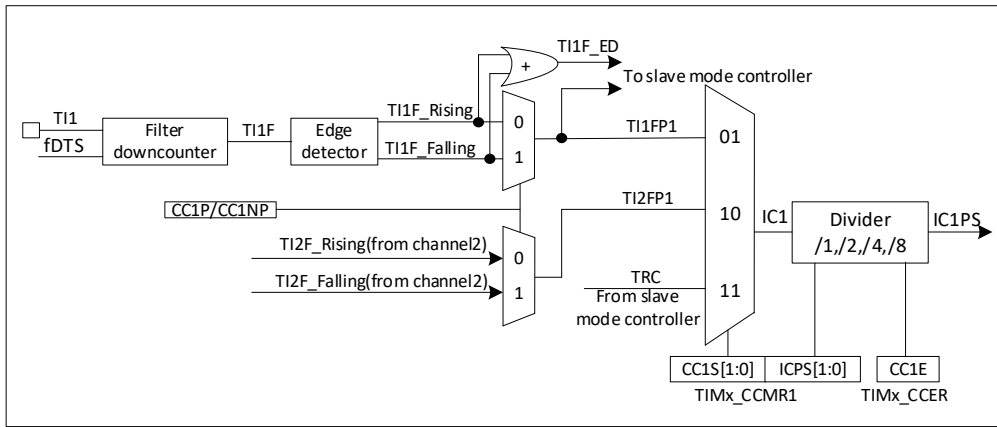 TI1F_ED
To slave mode controller
TI1
fDTS
Filter
downcounter
TI1F
Edge
detector
TI1F_Rising
TI1F_Falling
+
0
1
TI1FP1
01
CC1P/CC1NP
TI2FP1
10
IC1
Divider
/1,/2,/4,/8
IC1PS
TI2F_Rising(from channel2)
TI2F_Falling(from channel2)
0
1
TRC
From slave
mode controller
11
CC1S[1:0]
ICPS[1:0]
CC1E
TIMx_CCMR1
TIMx_CCER